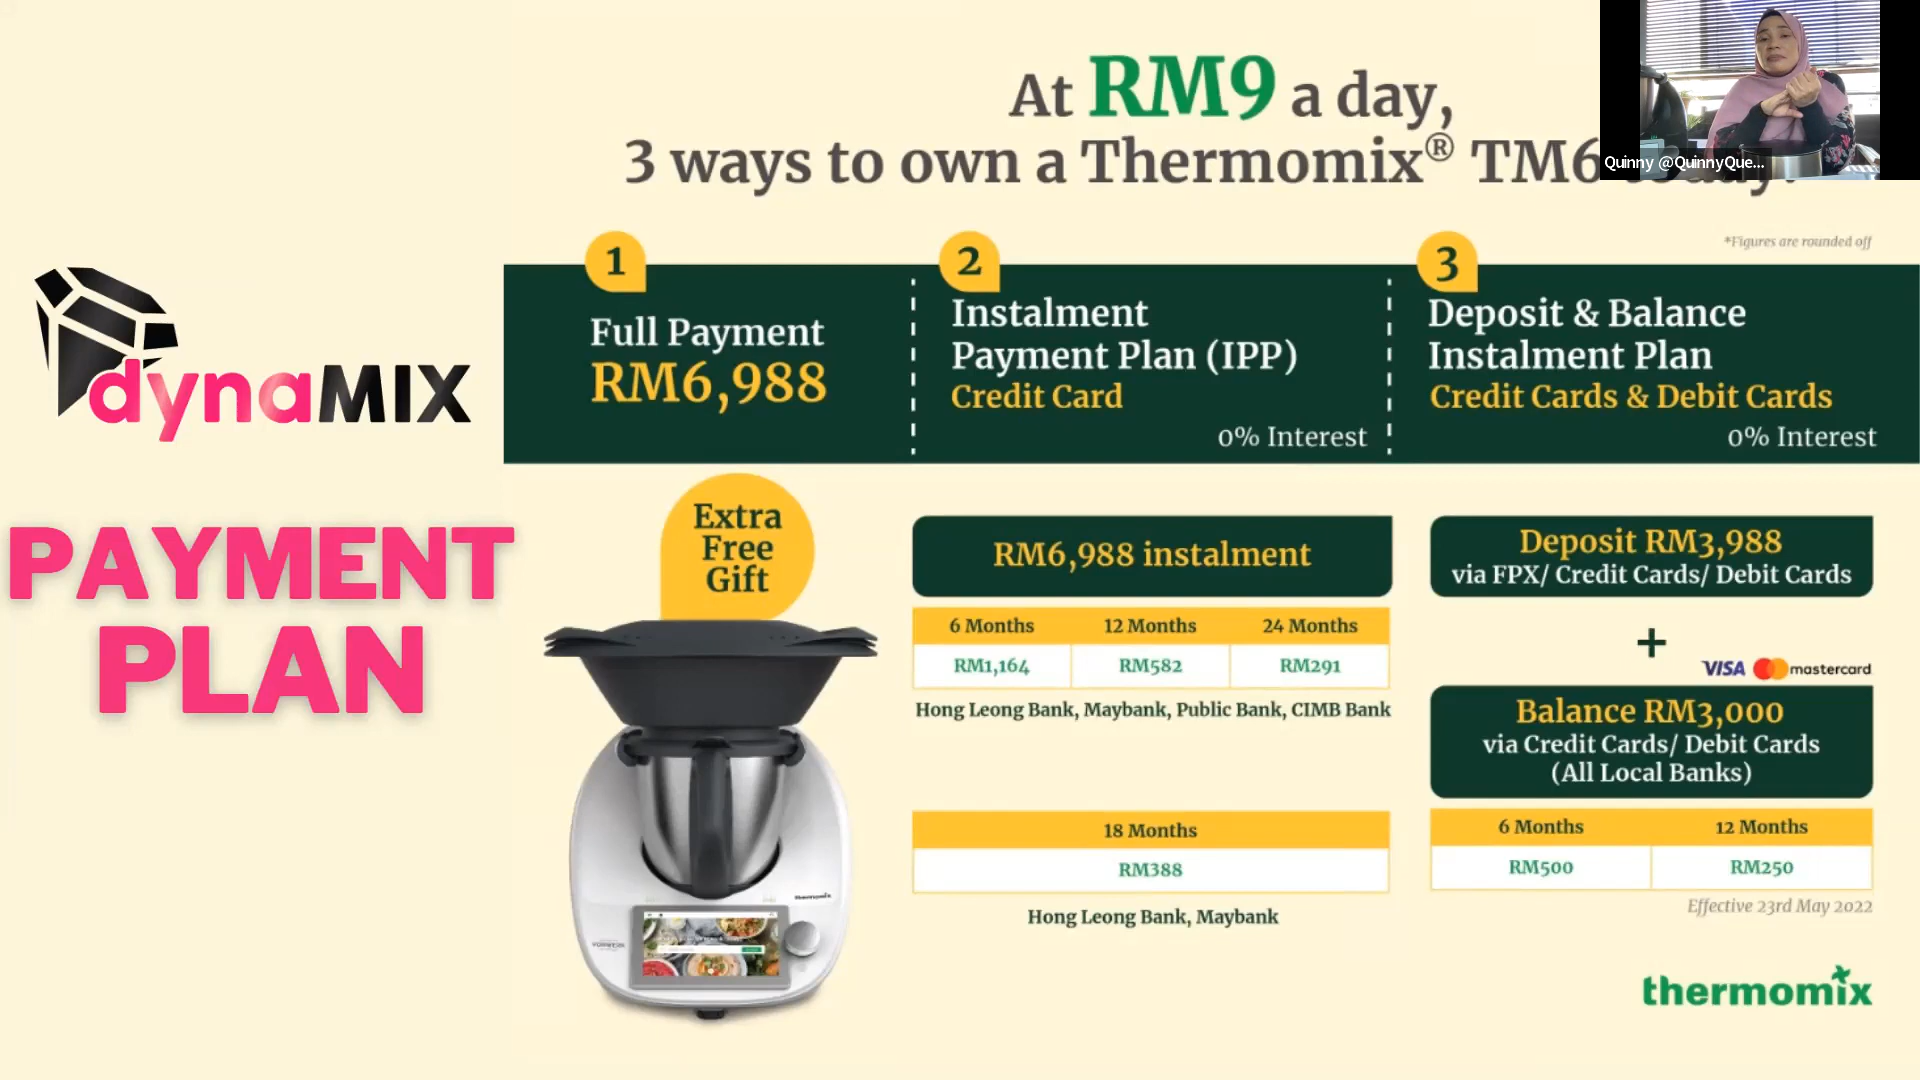 At RM9 a day,
3 ways to own a Thermomix® TM6
Quinny @QuinnyQue...
*Figures are rounded off
dynaMIX
PAYMENT
PLAN
1
Full Payment
RM6,988
2
Instalment
Payment Plan (IPP)
Credit Card
0% Interest
3
Deposit & Balance
Instalment Plan
Credit Cards & Debit Cards
0% Interest
Extra
Free
Gift
thermomix
VORWERK
RM6,988 instalment
6 Months 12 Months 24 Months
RM1,164 RM582 RM291
Hong Leong Bank, Maybank, Public Bank, CIMB Bank
18 Months
RM388
Hong Leong Bank, Maybank
Deposit RM3,988
via FPX/ Credit Cards/ Debit Cards
+
VISA mastercard
Balance RM3,000
via Credit Cards/ Debit Cards
(All Local Banks)
6 Months 12 Months
RM500 RM250
Effective 23rd May 2022
thermomix